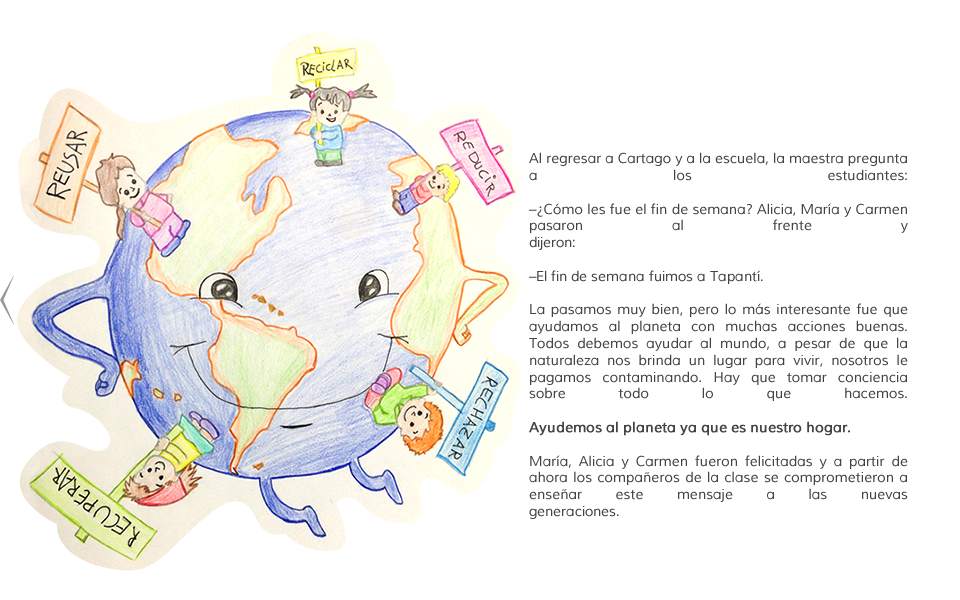 RECICLAR
REUSAR
REDUCIR
RECHAZAR
RECUPERAR
Al regresar a Cartago y a la escuela, la maestra pregunta
a los estudiantes:
–¿Cómo les fue el fin de semana? Alicia, María y Carmen
pasaron al frente y
dijeron:
–El fin de semana fuimos a Tapantí.
La pasamos muy bien, pero lo más interesante fue que
ayudamos al planeta con muchas acciones buenas.
Todos debemos ayudar al mundo, a pesar de que la
naturaleza nos brinda un lugar para vivir, nosotros le
pagamos contaminando. Hay que tomar conciencia
sobre todo lo que hacemos.
Ayudemos al planeta ya que es nuestro hogar.
María, Alicia y Carmen fueron felicitadas y a partir de
ahora los compañeros de la clase se comprometieron a
enseñar este mensaje a las nuevas
generaciones.